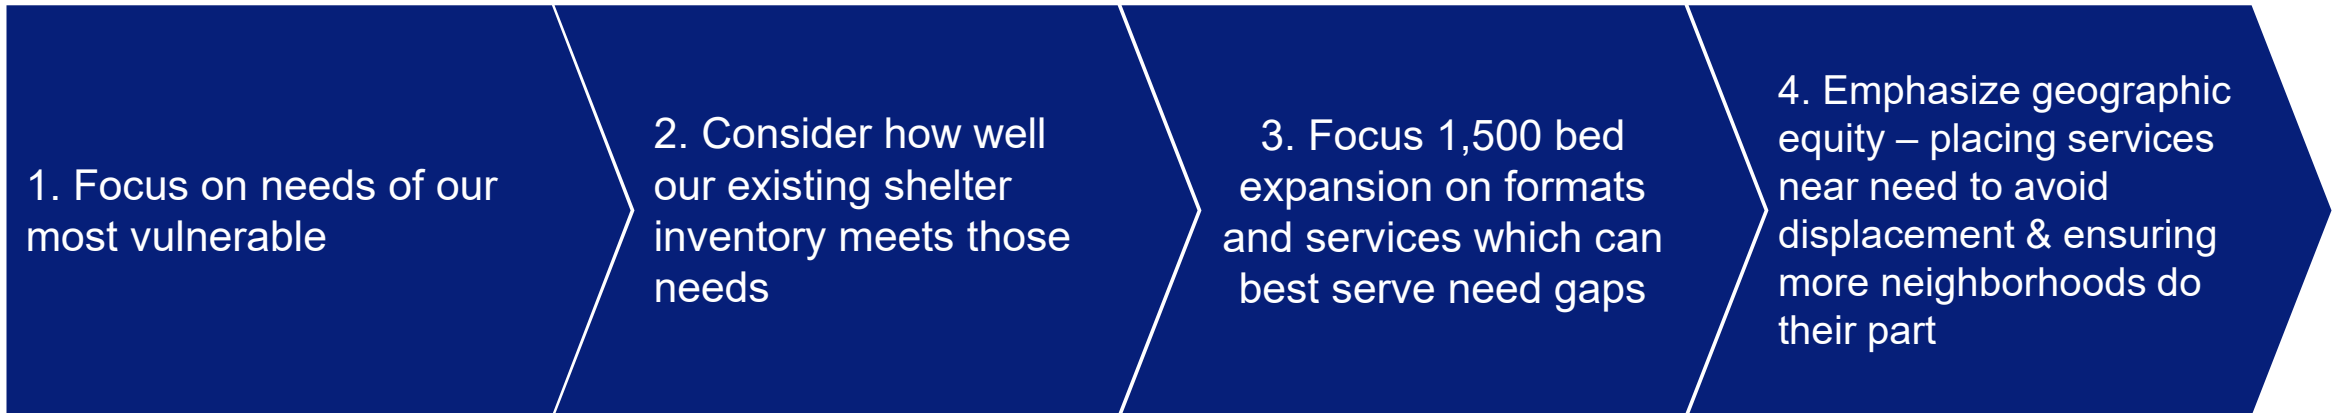 1. Focus on needs of our
most vulnerable
2. Consider how well
our existing shelter
inventory meets those
needs
3. Focus 1,500 bed
expansion on formats
and services which can
best serve need gaps
4. Emphasize geographic
equity – placing services
near need to avoid
displacement & ensuring
more neighborhoods do
their part